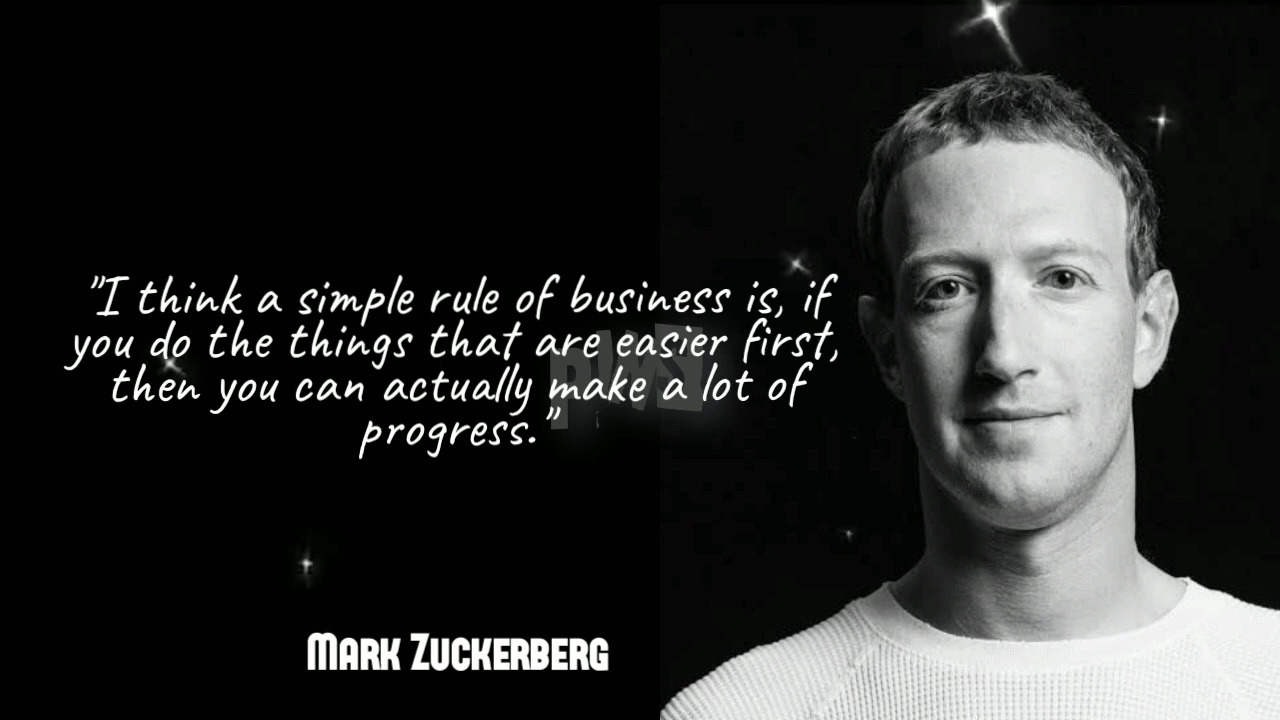 "I think a simple rule of business is, if
you do the things that are easier first,
then you can actually make a lot of
progress."
Mark Zuckerberg